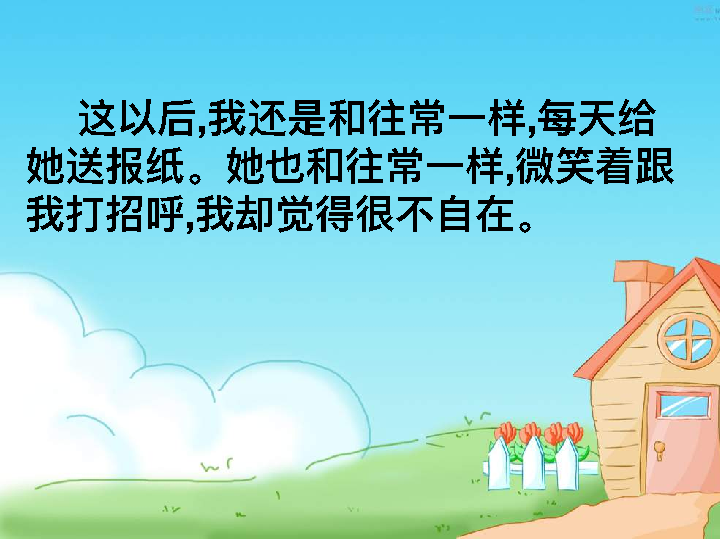 这以后,我还是和往常一样,每天给
她送报纸。她也和往常一样,微笑着跟
我打招呼,我却觉得很不自在。